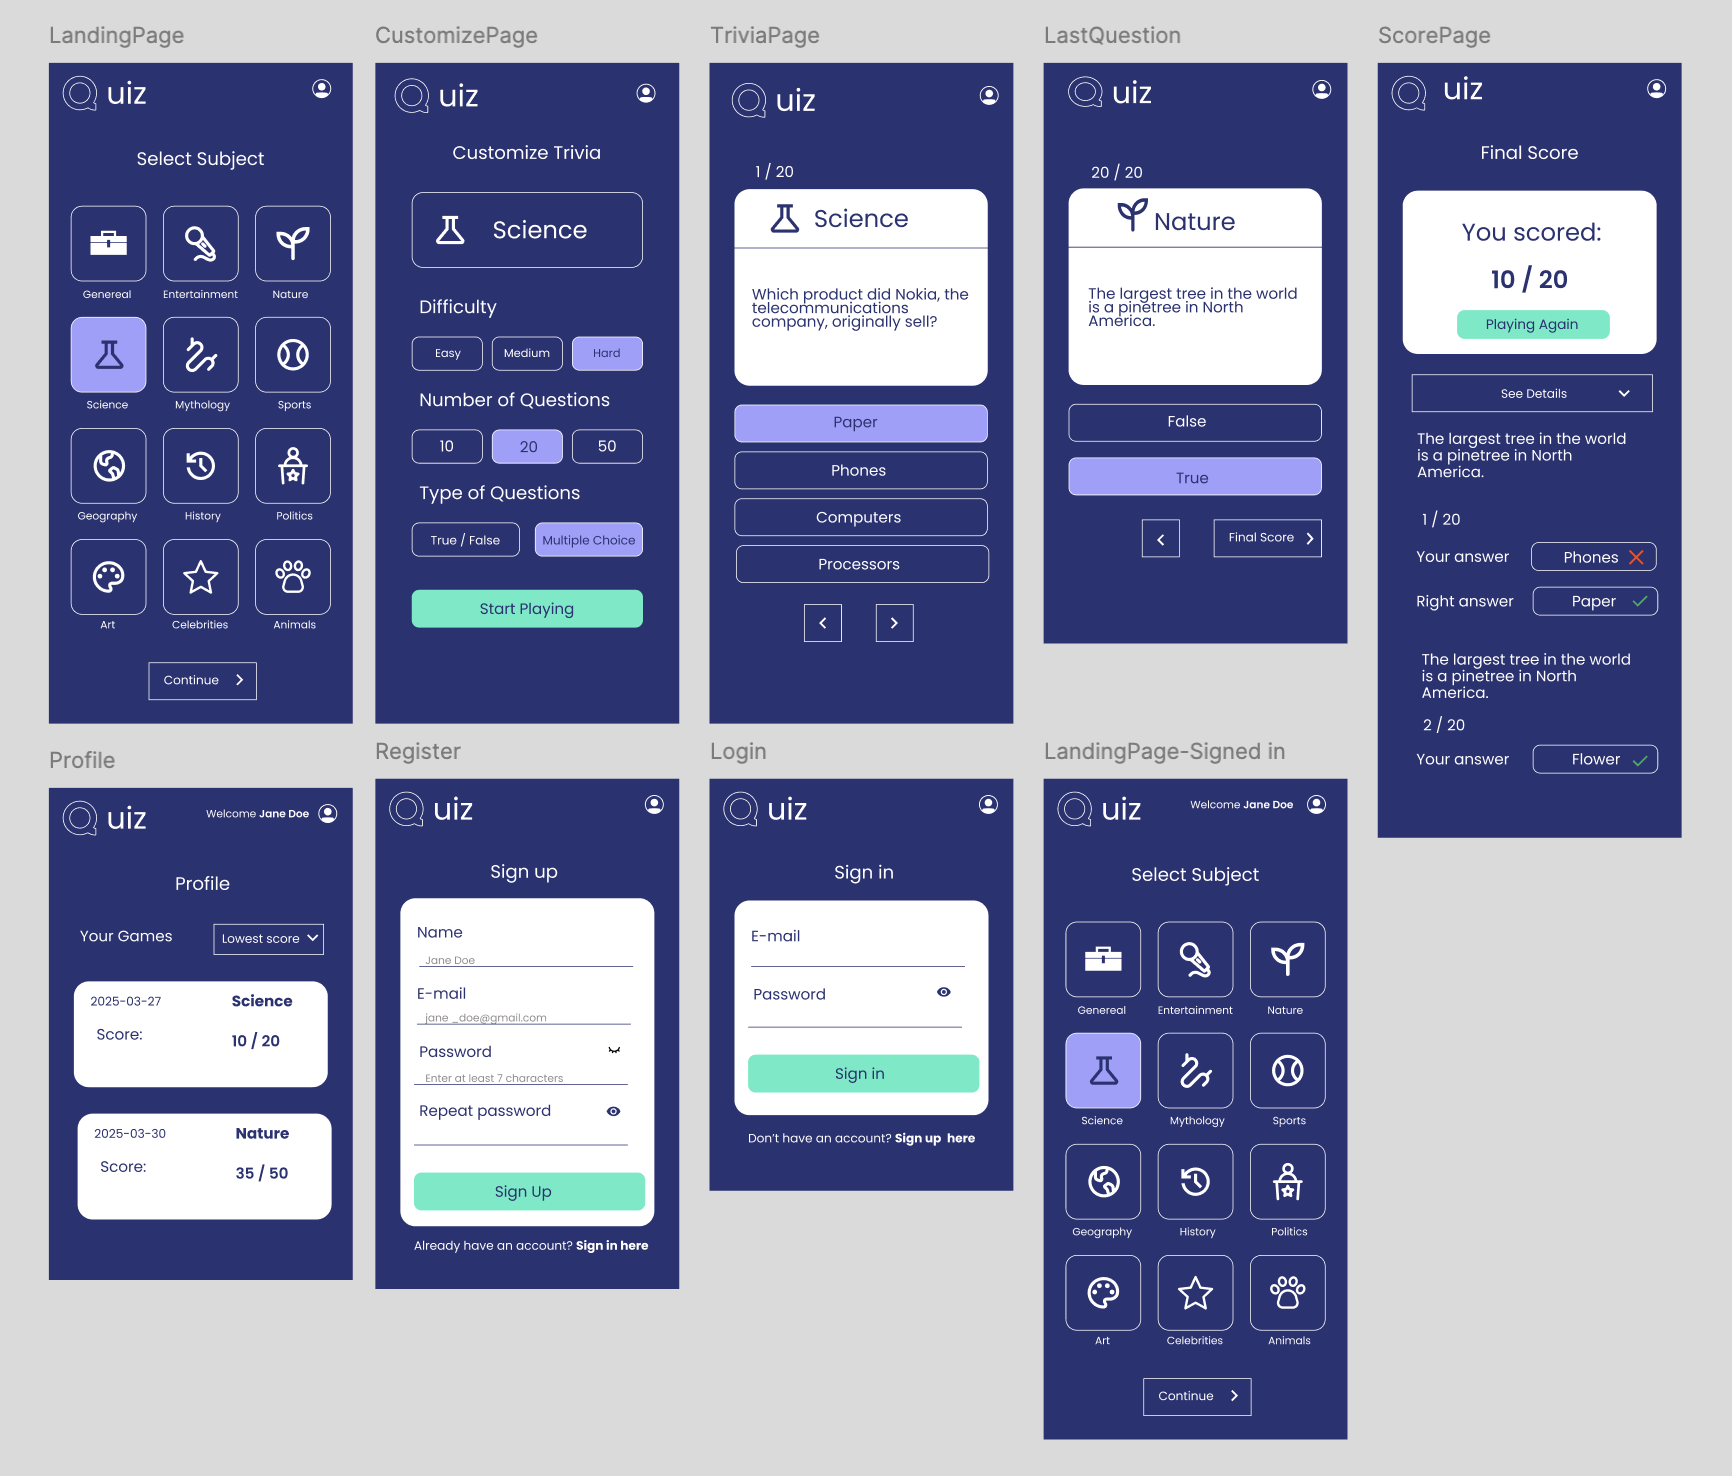 LandingPage
uiz
Select Subject
Genereal
Entertainment
Nature
Science
Mythology
Sports
Geography
History
Politics
Art
Celebrities
Animals
Continue
CustomizePage
uiz
Customize Trivia
Science
Difficulty
Easy
Medium
Hard
Number of Questions
10
20
50
Type of Questions
True / False
Multiple Choice
Start Playing
TriviaPage
uiz
1 / 20
Science
Which product did Nokia, the
telecommunications
company, originally sell?
Paper
Phones
Computers
Processors
LastQuestion
uiz
20 / 20
Nature
The largest tree in the world
is a pinetree in North
America.
False
True
Final Score
ScorePage
uiz
Final Score
You scored:
10 / 20
Playing Again
See Details
The largest tree in the world
is a pinetree in North
America.
1 / 20
Your answer
Phones
Right answer
Paper
The largest tree in the world
is a pinetree in North
America.
2 / 20
Your answer
Flower
Profile
uiz
Welcome Jane Doe
Profile
Your Games
Lowest score
2025-03-27
Science
Score:
10 / 20
2025-03-30
Nature
Score:
35 / 50
Register
uiz
Sign up
Name
Jane Doe
E-mail
jane _doe@gmail.com
Password
Enter at least 7 characters
Repeat password
Sign Up
Already have an account? Sign in here
Login
uiz
Sign in
E-mail
Password
Sign in
Don't have an account? Sign up here
LandingPage-Signed in
uiz
Welcome Jane Doe
Select Subject
Genereal
Entertainment
Nature
Science
Mythology
Sports
Geography
History
Politics
Art
Celebrities
Animals
Continue